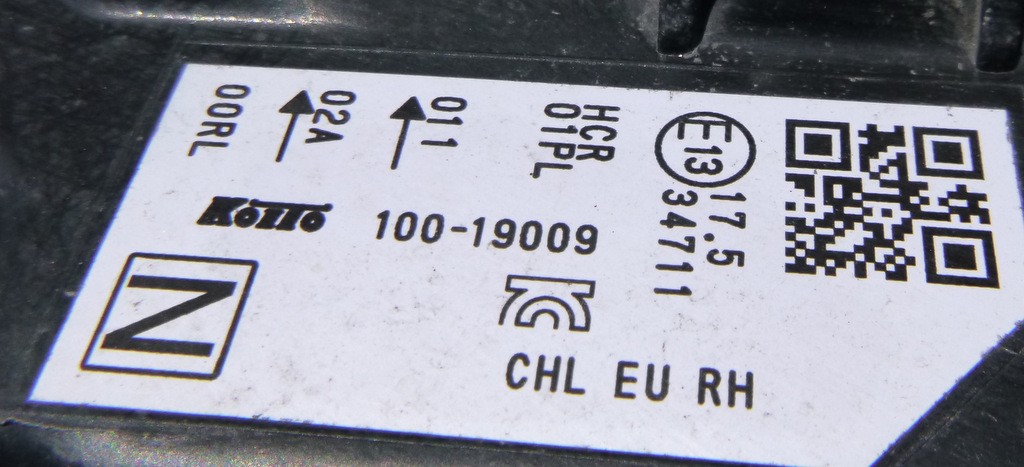 00RL
02A
011
HCR
01PL
E13
17.5
34711
KOITO
100-19009
N
CHL EU RH